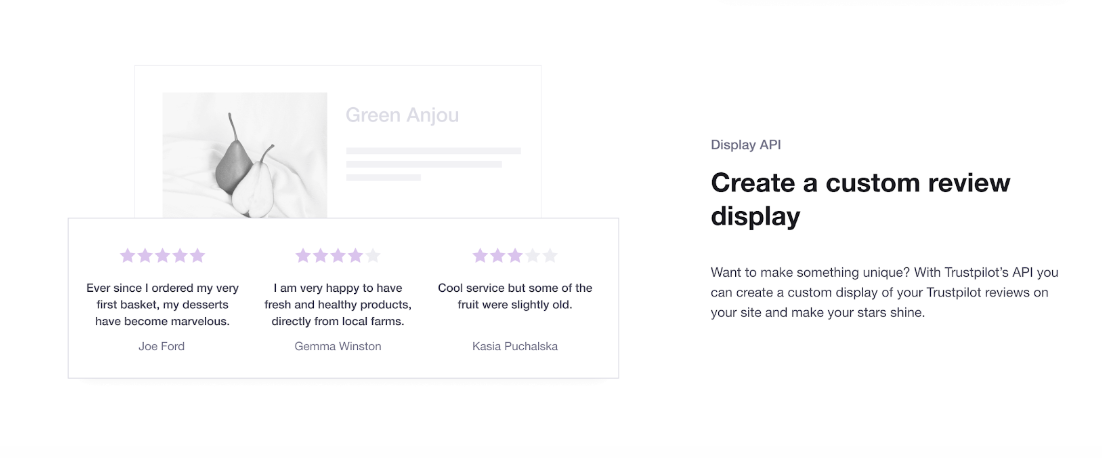 Green Anjou
Ever since I ordered my very
first basket, my desserts
have become marvelous.
Joe Ford
I am very happy to have
fresh and healthy products,
directly from local farms.
Gemma Winston
Cool service but some of the
fruit were slightly old.
Kasia Puchalska
Display API
Create a custom review
display
Want to make something unique? With Trustpilot’s API you
can create a custom display of your Trustpilot reviews on
your site and make your stars shine.